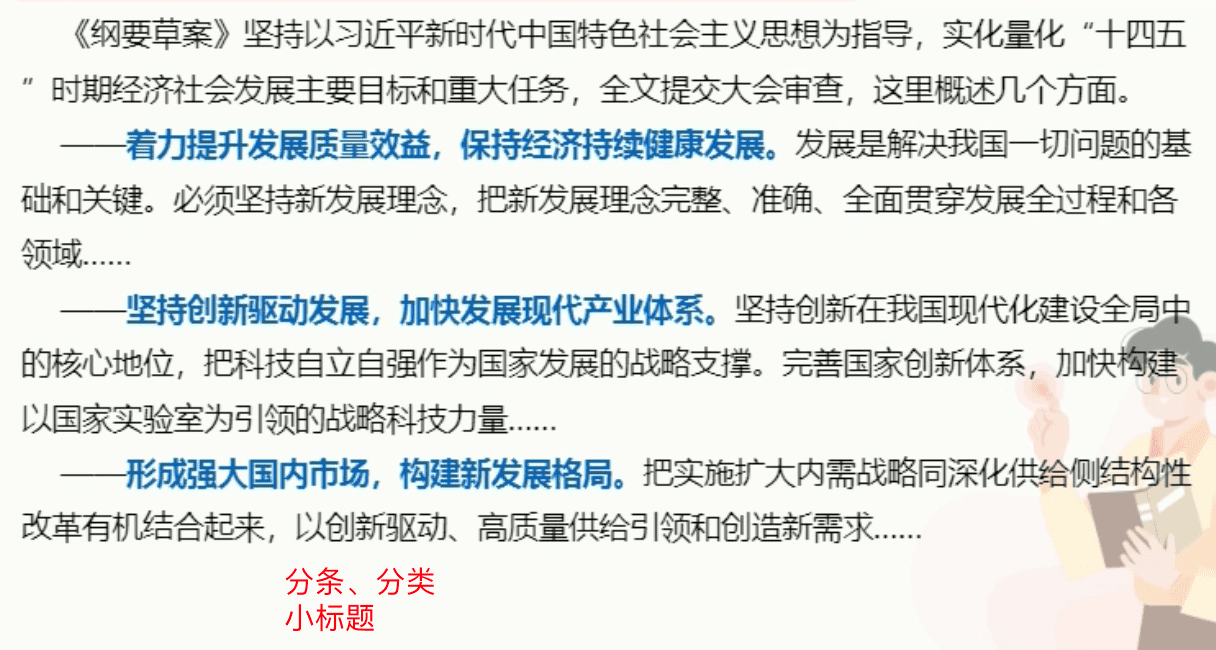 《纲要草案》坚持以习近平新时代中国特色社会主义思想为指导，实化量化“十四五
”时期经济社会发展主要目标和重大任务，全文提交大会审查，这里概述几个方面。
——着力提升发展质量效益，保持经济持续健康发展。发展是解决我国一切问题的基
础和关键。必须坚持新发展理念，把新发展理念完整、准确、全面贯穿发展全过程和各
领域……
——坚持创新驱动发展，加快发展现代产业体系。坚持创新在我国现代化建设全局中
的核心地位，把科技自立自强作为国家发展的战略支撑。完善国家创新体系，加快构建
以国家实验室为引领的战略科技力量……
——形成强大国内市场，构建新发展格局。把实施扩大内需战略同深化供给侧结构性
改革有机结合起来，以创新驱动、高质量供给引领和创造新需求……
分条、分类
小标题